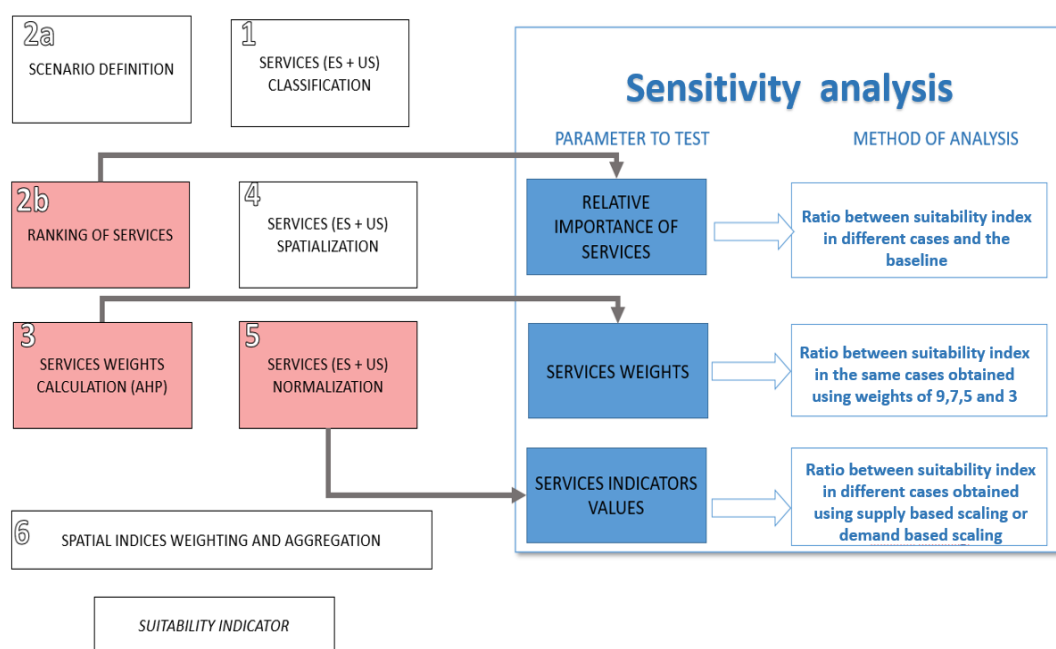 2a
SCENARIO DEFINITION
1
SERVICES (ES + US)
CLASSIFICATION
2b
RANKING OF SERVICES
4
SERVICES (ES + US)
SPATIALIZATION
3
SERVICES WEIGHTS
CALCULATION (AHP)
5
SERVICES (ES + US)
NORMALIZATION
6
SPATIAL INDICES WEIGHTING AND AGGREGATION
SUITABILITY INDICATOR
Sensitivity analysis
PARAMETER TO TEST
METHOD OF ANALYSIS
RELATIVE
IMPORTANCE OF
SERVICES
Ratio between suitability index
in different cases and the
baseline
SERVICES WEIGHTS
Ratio between suitability index
in the same cases obtained
using weights of 9,7,5 and 3
SERVICES INDICATORS
VALUES
Ratio between suitability index
in different cases obtained
using supply based scaling or
demand based scaling